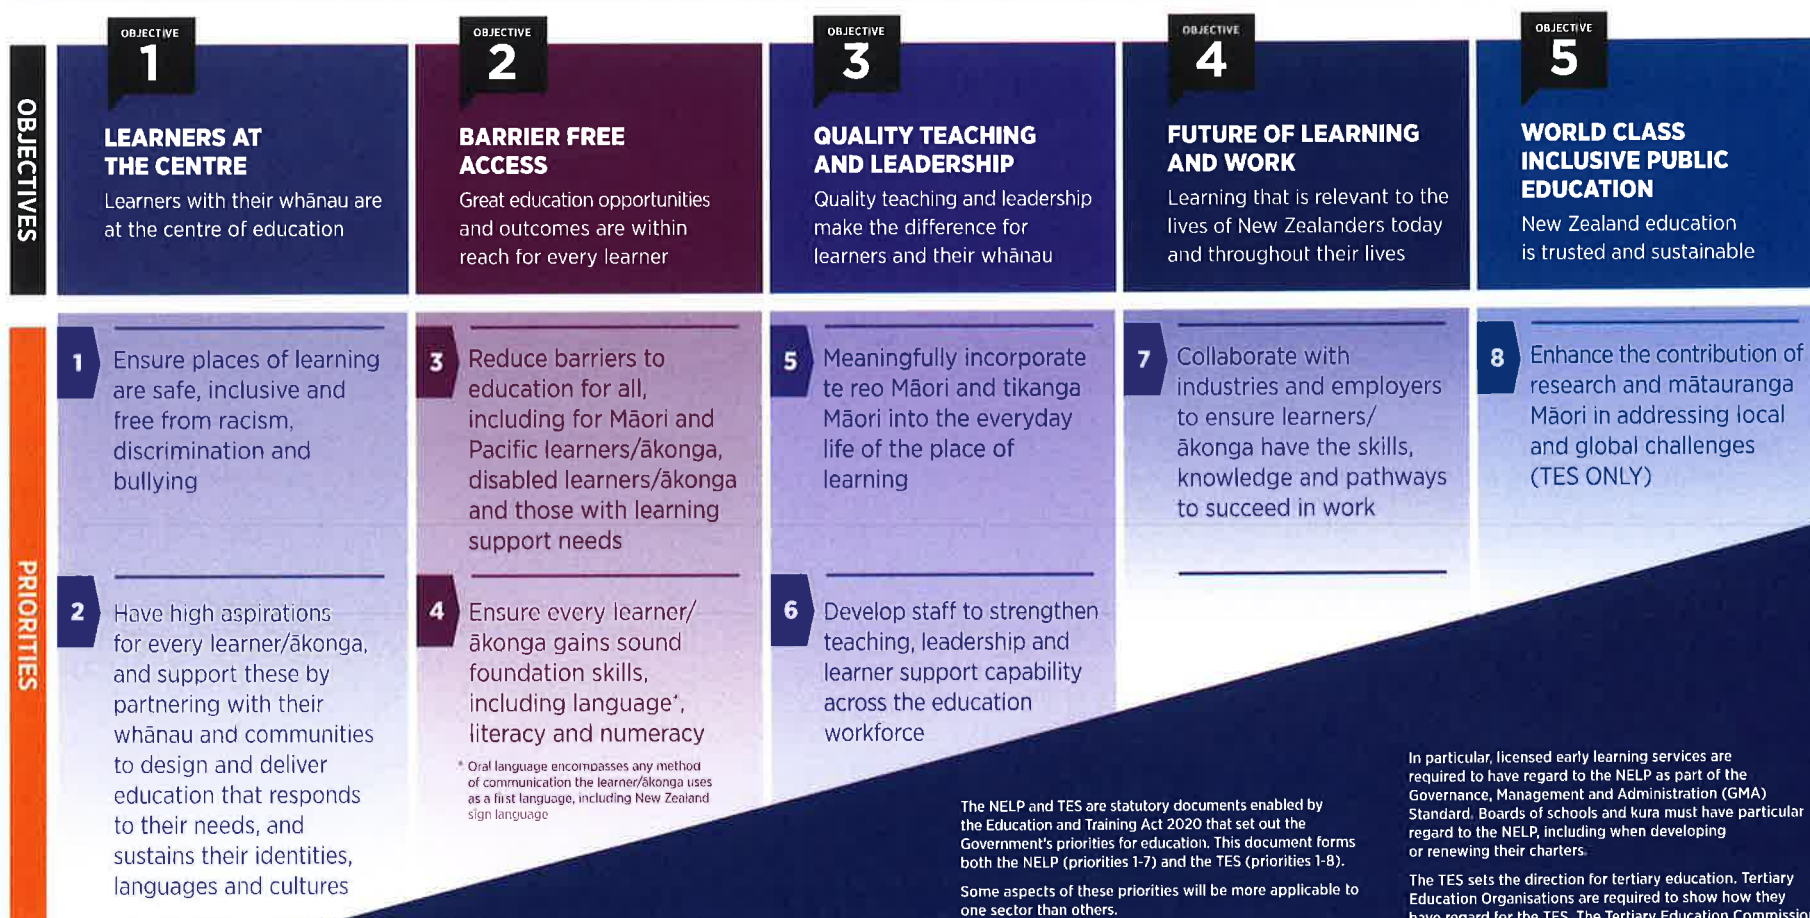 OBJECTIVES
OBJECTIVE
1
LEARNERS AT
THE CENTRE
Learners with their whānau are
at the centre of education
OBJECTIVE
2
BARRIER FREE
ACCESS
Great education opportunities
and outcomes are within
reach for every learner
OBJECTIVE
3
QUALITY TEACHING
AND LEADERSHIP
Quality teaching and leadership
make the difference for
learners and their whānau
OBJECTIVE
4
FUTURE OF LEARNING
AND WORK
Learning that is relevant to the
lives of New Zealanders today
and throughout their lives
OBJECTIVE
5
WORLD CLASS
INCLUSIVE PUBLIC
EDUCATION
New Zealand education
is trusted and sustainable
PRIORITIES
1
Ensure places of learning
are safe, inclusive and
free from racism,
discrimination and
bullying
2
Have high aspirations
for every learner/ākonga,
and support these by
partnering with their
whānau and communities
to design and deliver
education that responds
to their needs, and
sustains their identities,
languages and cultures
3
Reduce barriers to
education for all,
including for Māori and
Pacific learners/ākonga,
disabled learners/ākonga
and those with learning
support needs
4
Ensure every learner/
ākonga gains sound
foundation skills,
including language*,
literacy and numeracy
* Oral language encompasses any method
of communication the learner/ākonga uses
as a first language, including New Zealand
sign language
5
Meaningfully incorporate
te reo Māori and tikanga
Māori into the everyday
life of the place of
learning
6
Develop staff to strengthen
teaching, leadership and
learner support capability
across the education
workforce
7
Collaborate with
industries and employers
to ensure learners/
ākonga have the skills,
knowledge and pathways
to succeed in work
8
Enhance the contribution of
research and mātauranga
Māori in addressing local
and global challenges
(TES ONLY)
The NELP and TES are statutory documents enabled by
the Education and Training Act 2020 that set out the
Government's priorities for education. This document forms
both the NELP (priorities 1-7) and the TES (priorities 1-8).
Some aspects of these priorities will be more applicable to
one sector than others.
In particular, licensed early learning services are
required to have regard to the NELP as part of the
Governance, Management and Administration (GMA)
Standard. Boards of schools and kura must have particular
regard to the NELP, including when developing
or renewing their charters.
The TES sets the direction for tertiary education. Tertiary
Education Organisations are required to show how they
have regard for the TES. The Tertiary Education Commission